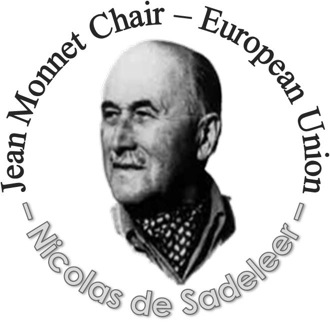 Jean Monnet Chair – European Union
– Nicolas de Sadeleer –